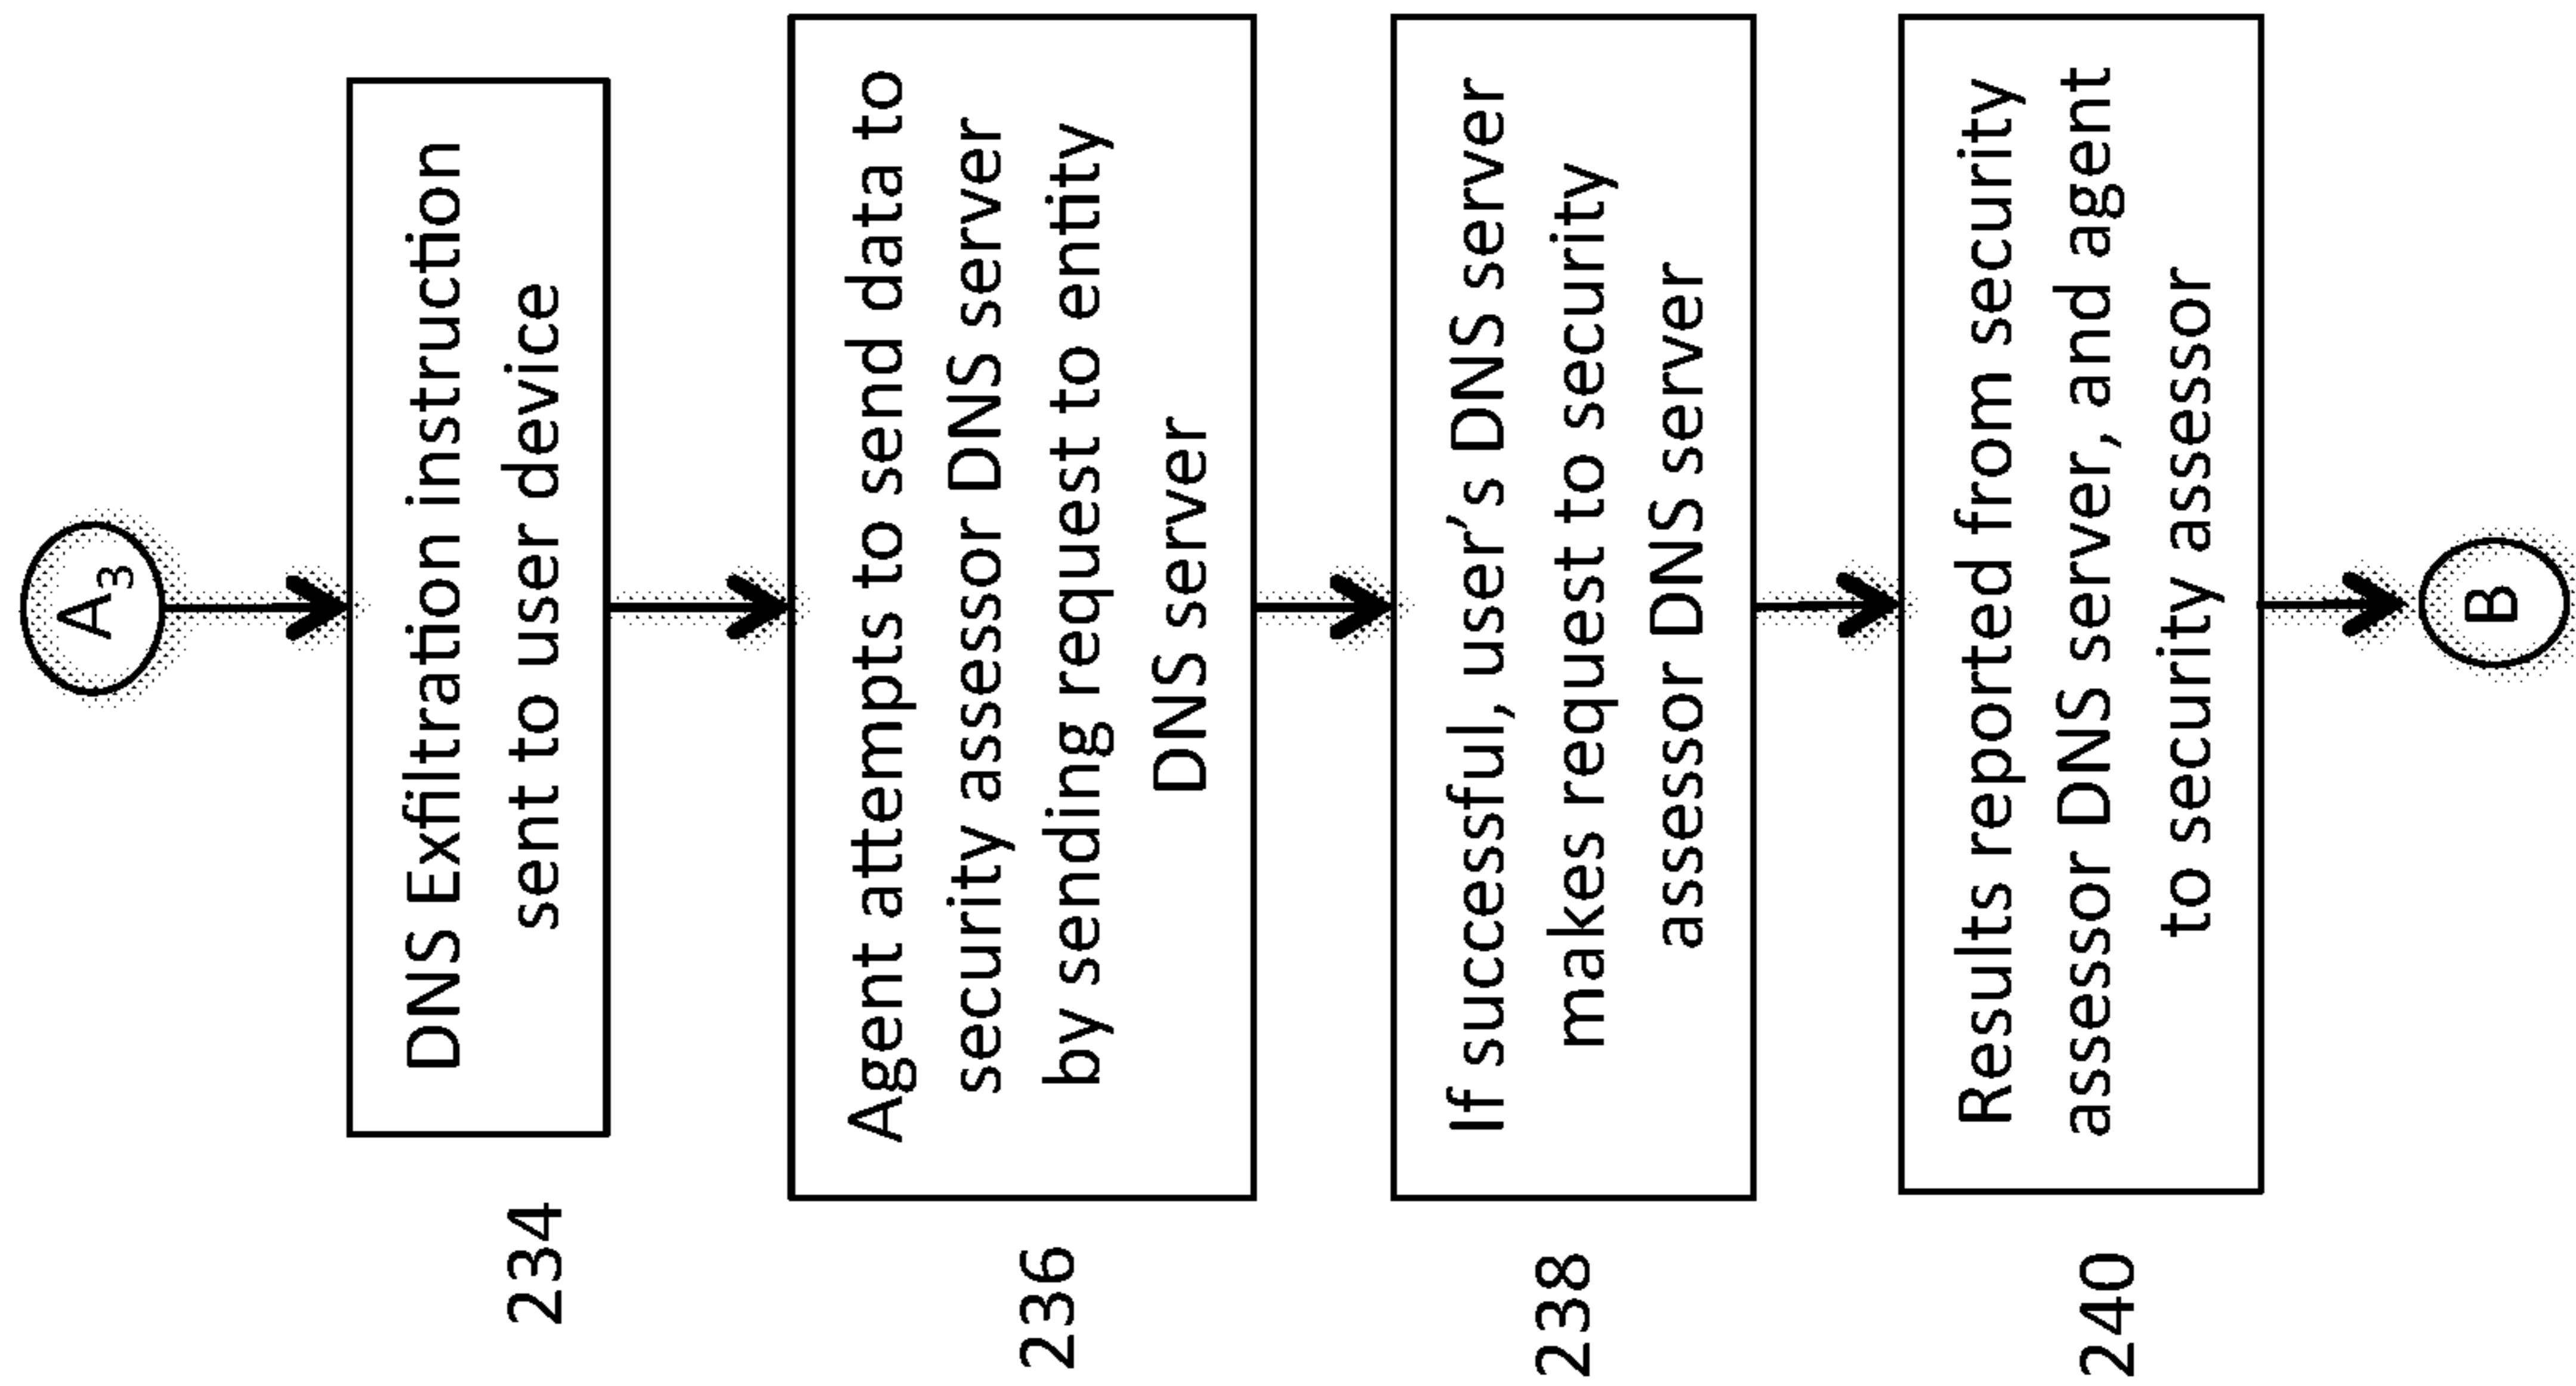 A3
DNS Exfiltration instruction
sent to user device
234
Agent attempts to send data to
security assessor DNS server
by sending request to entity
DNS server
236
If successful, user’s DNS server
makes request to security
assessor DNS server
238
Results reported from security
assessor DNS server, and agent
to security assessor
240
B